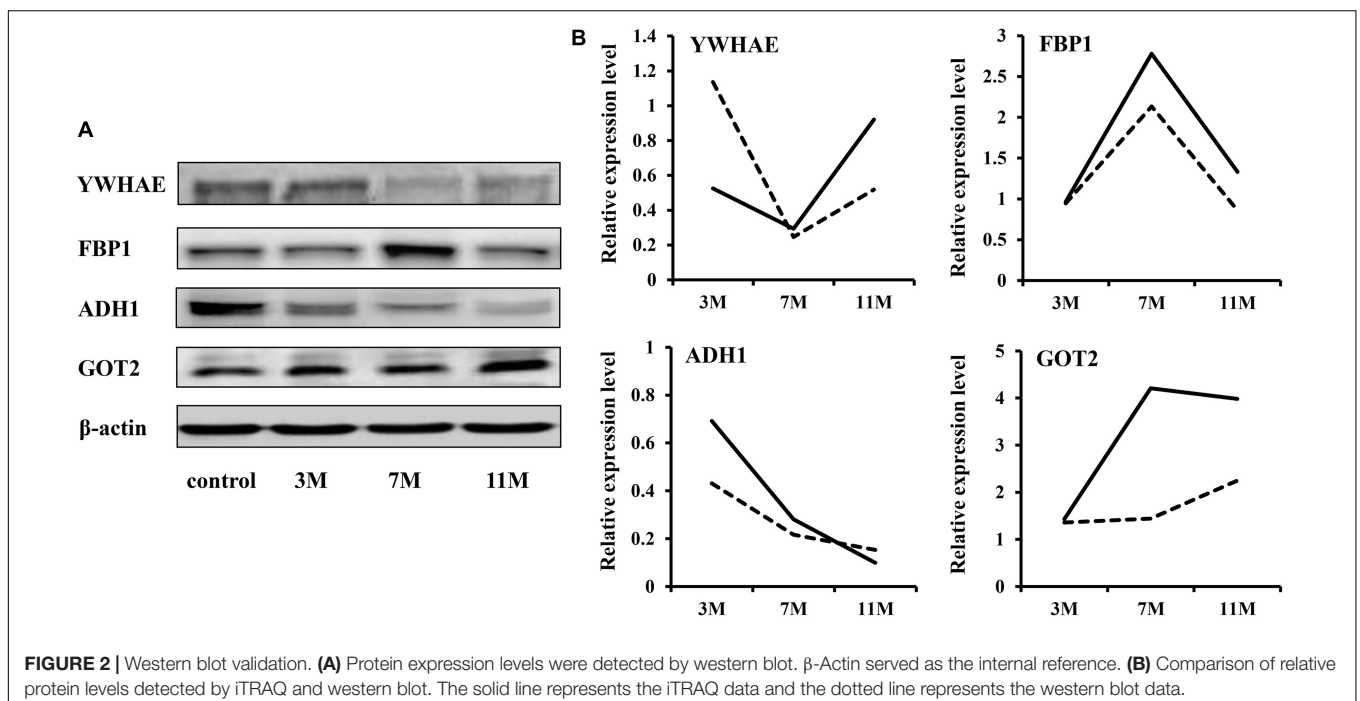 A
YWHAE
FBP1
ADH1
GOT2
β-actin
control 3M 7M 11M
B
YWHAE
Relative expression level
1.4
1.2
1
0.8
0.6
0.4
0.2
0
3M 7M 11M
FBP1
Relative expression level
3
2.5
2
1.5
1
0.5
0
3M 7M 11M
ADH1
Relative expression level
1
0.8
0.6
0.4
0.2
0
3M 7M 11M
GOT2
Relative expression level
5
4
3
2
1
0
3M 7M 11M
FIGURE 2 | Western blot validation. (A) Protein expression levels were detected by western blot. β-Actin served as the internal reference. (B) Comparison of relative
protein levels detected by iTRAQ and western blot. The solid line represents the iTRAQ data and the dotted line represents the western blot data.